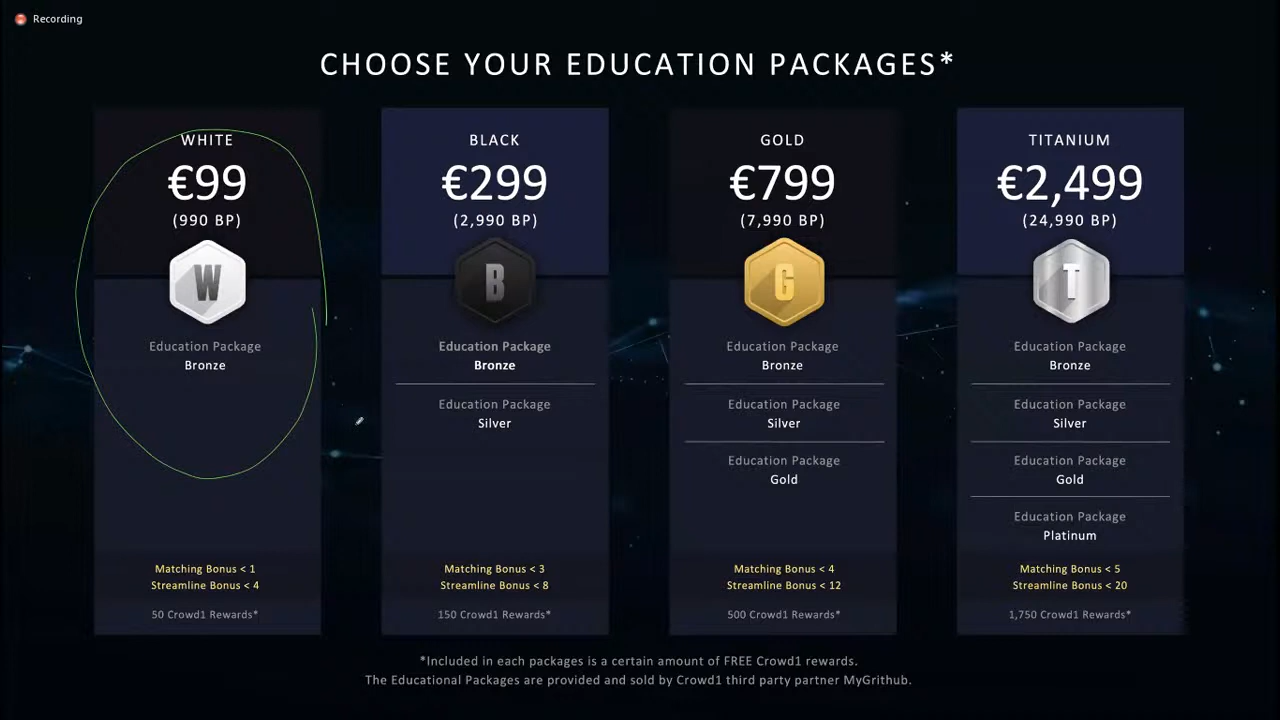 Recording
CHOOSE YOUR EDUCATION PACKAGES*
WHITE
€99
(990 BP)
W
Education Package
Bronze
Matching Bonus < 1
Streamline Bonus < 4
50 Crowd1 Rewards*
BLACK
€299
(2,990 BP)
B
Education Package
Bronze
Education Package
Silver
Matching Bonus < 3
Streamline Bonus < 8
150 Crowd1 Rewards*
GOLD
€799
(7,990 BP)
G
Education Package
Bronze
Education Package
Silver
Education Package
Gold
Matching Bonus < 4
Streamline Bonus < 12
500 Crowd1 Rewards*
TITANIUM
€2,499
(24,990 BP)
T
Education Package
Bronze
Education Package
Silver
Education Package
Gold
Education Package
Platinum
Matching Bonus < 5
Streamline Bonus < 20
1,750 Crowd1 Rewards*
*Included in each packages is a certain amount of FREE Crowd1 rewards.
The Educational Packages are provided and sold by Crowd1 third party partner MyGrithub.